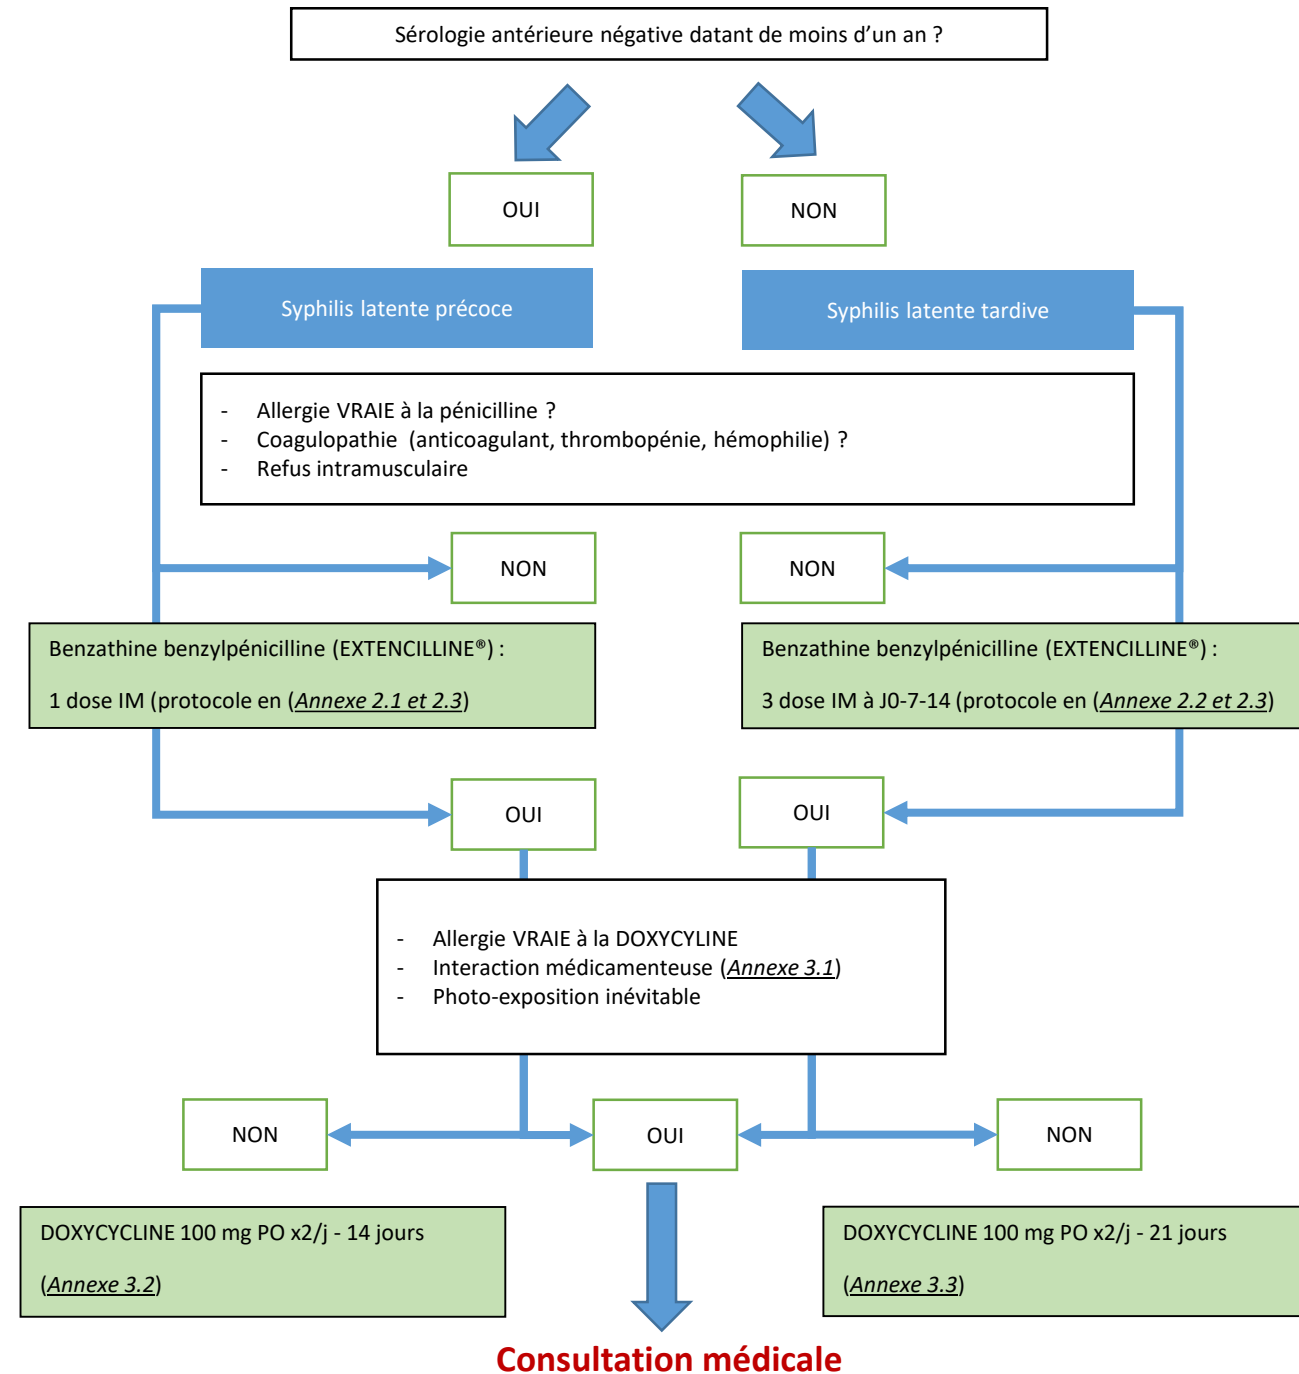 Sérologie antérieure négative datant de moins d’un an ?
OUI
NON
Syphilis latente précoce
Syphilis latente tardive
- Allergie VRAIE à la pénicilline ?
- Coagulopathie (anticoagulant, thrombopénie, hémophilie) ?
- Refus intramusculaire
NON
NON
Benzathine benzylpénicilline (EXTENCILLINE®) :
1 dose IM (protocole en (Annexe 2.1 et 2.3)
Benzathine benzylpénicilline (EXTENCILLINE®) :
3 dose IM à J0-7-14 (protocole en (Annexe 2.2 et 2.3)
OUI
OUI
- Allergie VRAIE à la DOXYCYLINE
- Interaction médicamenteuse (Annexe 3.1)
- Photo-exposition inévitable
NON
OUI
NON
DOXYCYCLINE 100 mg PO x2/j - 14 jours
(Annexe 3.2)
DOXYCYCLINE 100 mg PO x2/j - 21 jours
(Annexe 3.3)
Consultation médicale